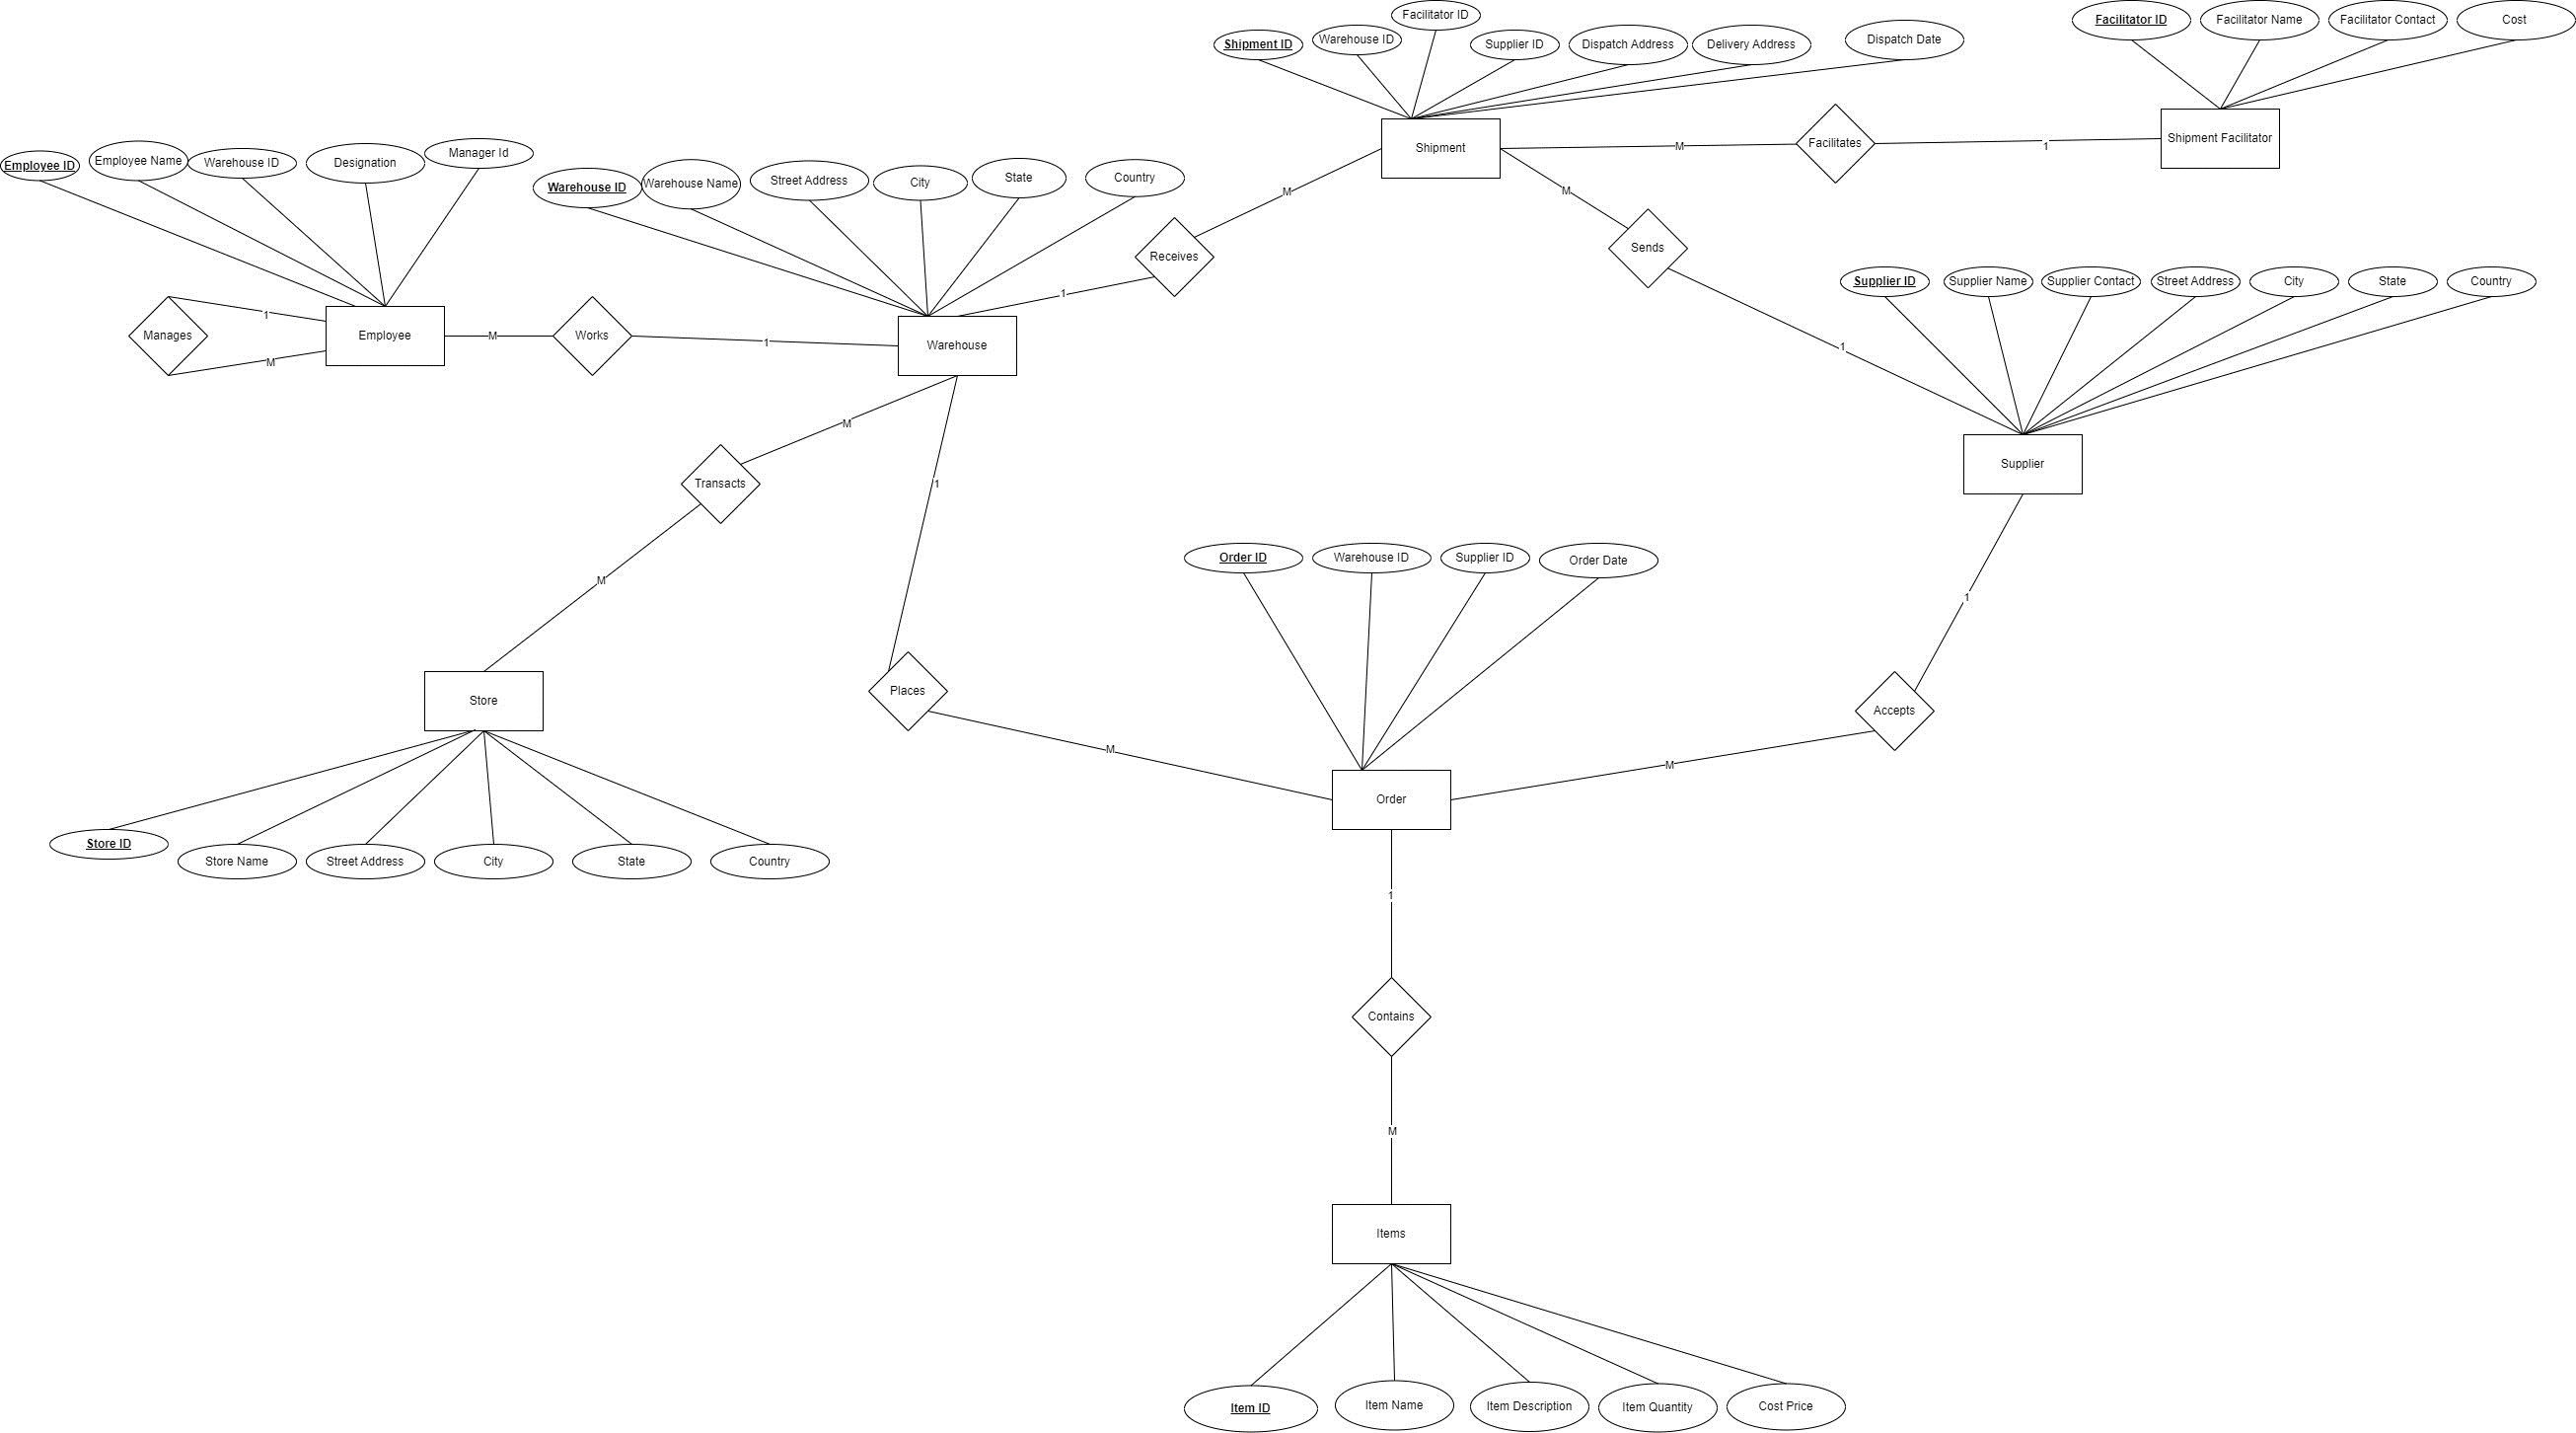 Facilitator ID
Shipment ID
Warehouse ID
Supplier ID
Dispatch Address
Delivery Address
Dispatch Date
Facilitator ID
Facilitator Name
Facilitator Contact
Cost
Shipment
M
Facilitates
1
Shipment Facilitator
Employee ID
Employee Name
Warehouse ID
Designation
Manager Id
Warehouse ID
Warehouse Name
Street Address
City
State
Country
M
Receives
1
M
Sends
1
Supplier ID
Supplier Name
Supplier Contact
Street Address
City
State
Country
Manages
1
M
Employee
M
Works
1
Warehouse
Supplier
M
Transacts
M
1
Places
M
Order ID
Warehouse ID
Supplier ID
Order Date
1
Accepts
M
Store
Order
Store ID
Store Name
Street Address
City
State
Country
1
Contains
M
Items
Item ID
Item Name
Item Description
Item Quantity
Cost Price